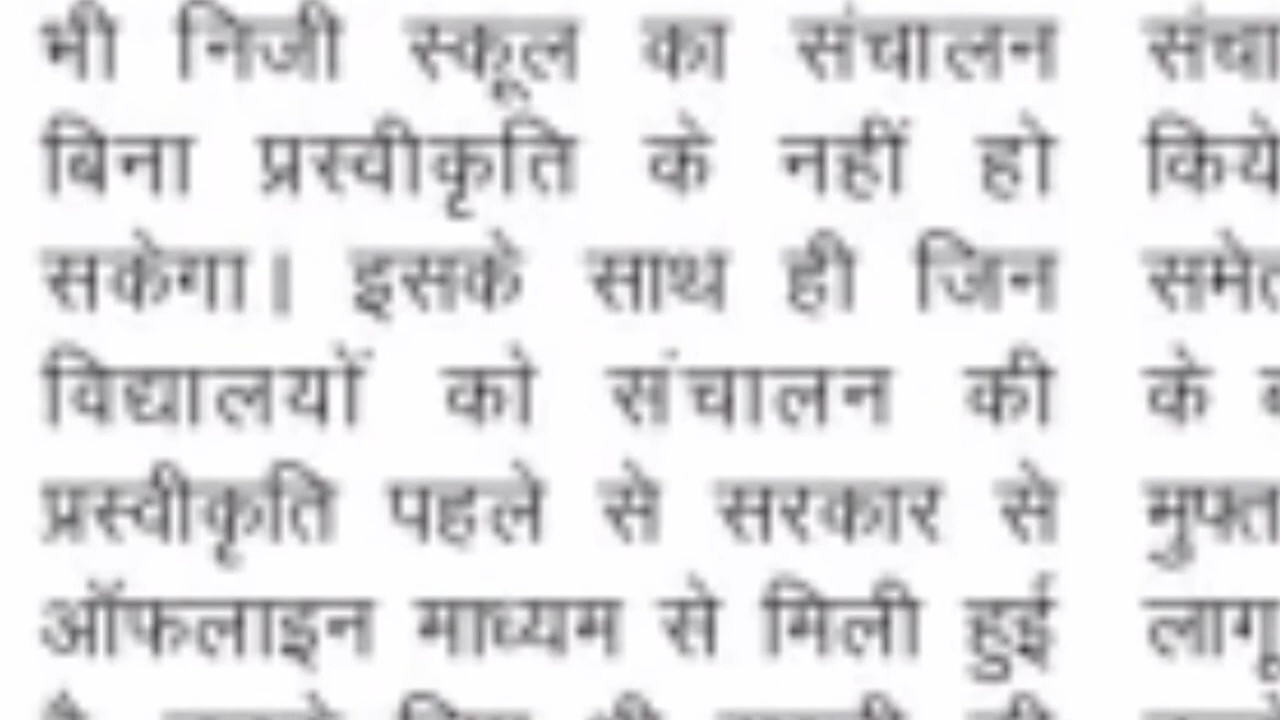 भी निजी स्कूल का संचालन
बिना प्रस्वीकृति के नहीं हो
सकेगा। इसके साथ ही जिन
विद्यालयों को संचालन की
प्रस्वीकृति पहले से सरकार से
ऑफलाइन माध्यम से मिली हुई
के
लागू